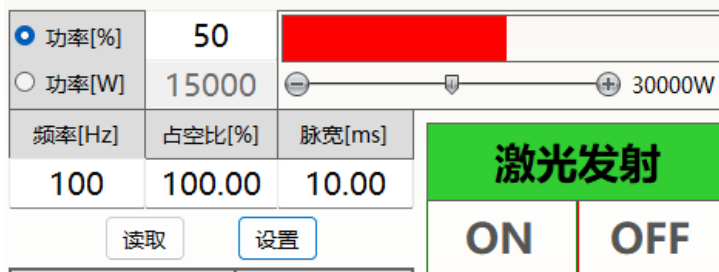 功率[%] 50
功率[W] 15000 30000W
频率[Hz] 占空比[%] 脉宽[ms]
激光发射
100 100.00 10.00
读取 设置 ON OFF